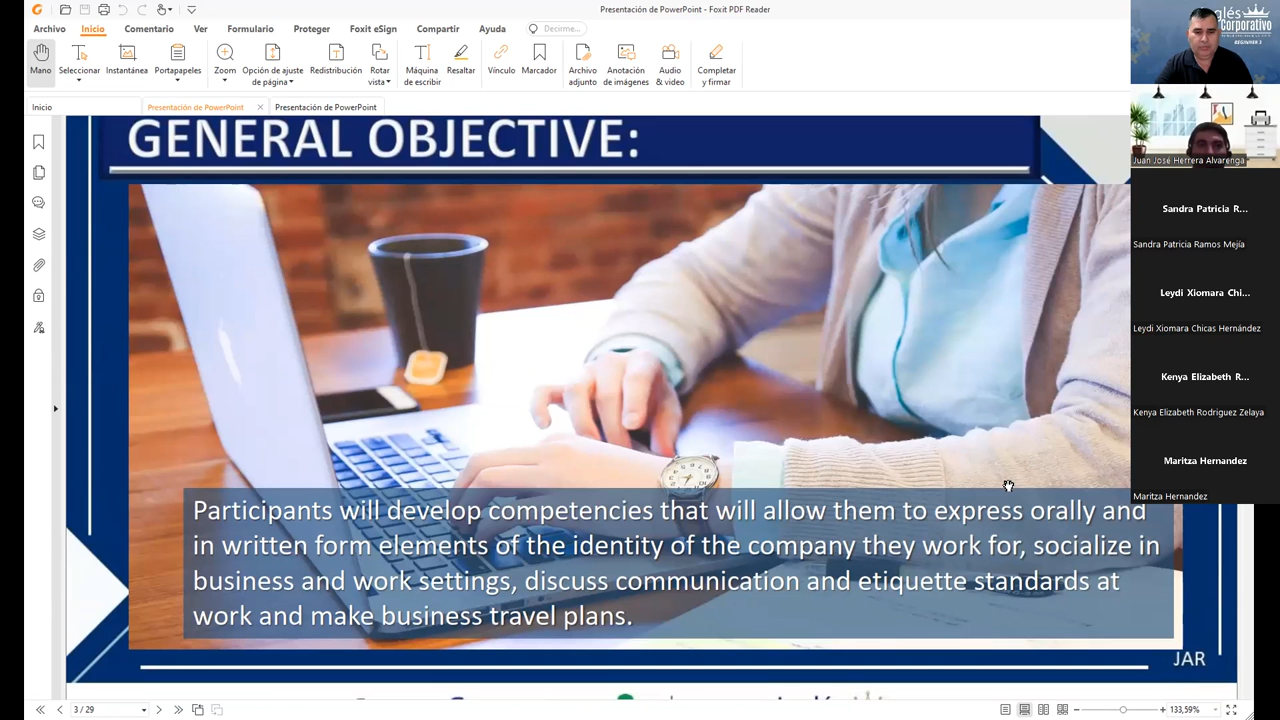 Presentación de PowerPoint - Foxit PDF Reader
Archivo Inicio Comentario Ver Formulario Proteger Foxit eSign Compartir Ayuda Decirme...
Mano Seleccionar Instantánea Portapapeles Zoom Opción de ajuste de página Redistribución Rotar vista Máquina de escribir Resaltar Vínculo Marcador Archivo adjunto Anotación de imágenes Audio & video Completar y firmar
Inicio Presentación de PowerPoint Presentación de PowerPoint
GENERAL OBJECTIVE:
Participants will develop competencies that will allow them to express orally and
in written form elements of the identity of the company they work for, socialize in
business and work settings, discuss communication and etiquette standards at
work and make business travel plans.
JAR
3 / 29
133,59%
glés
Corporativo
BEGINNER 2
Juan José Herrera Alvarenga
Sandra Patricia R...
Sandra Patricia Ramos Mejía
Leydi Xiomara Chi...
Leydi Xiomara Chicas Hernández
Kenya Elizabeth R...
Kenya Elizabeth Rodriguez Zelaya
Maritza Hernandez
Maritza Hernandez